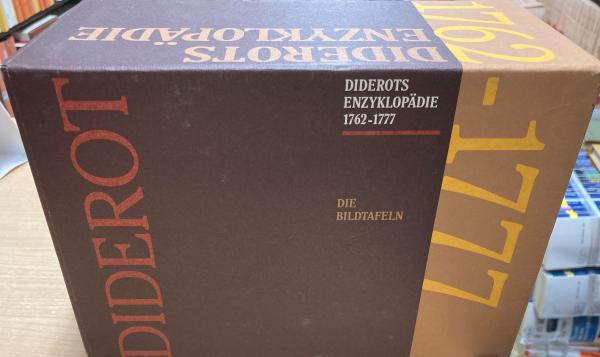 DIDEROTS
ENZYKLOPÄDIE
1762
-1777
DIDEROT
DIDEROTS
ENZYKLOPÄDIE
1762-1777
DIE
BILDTAFELN